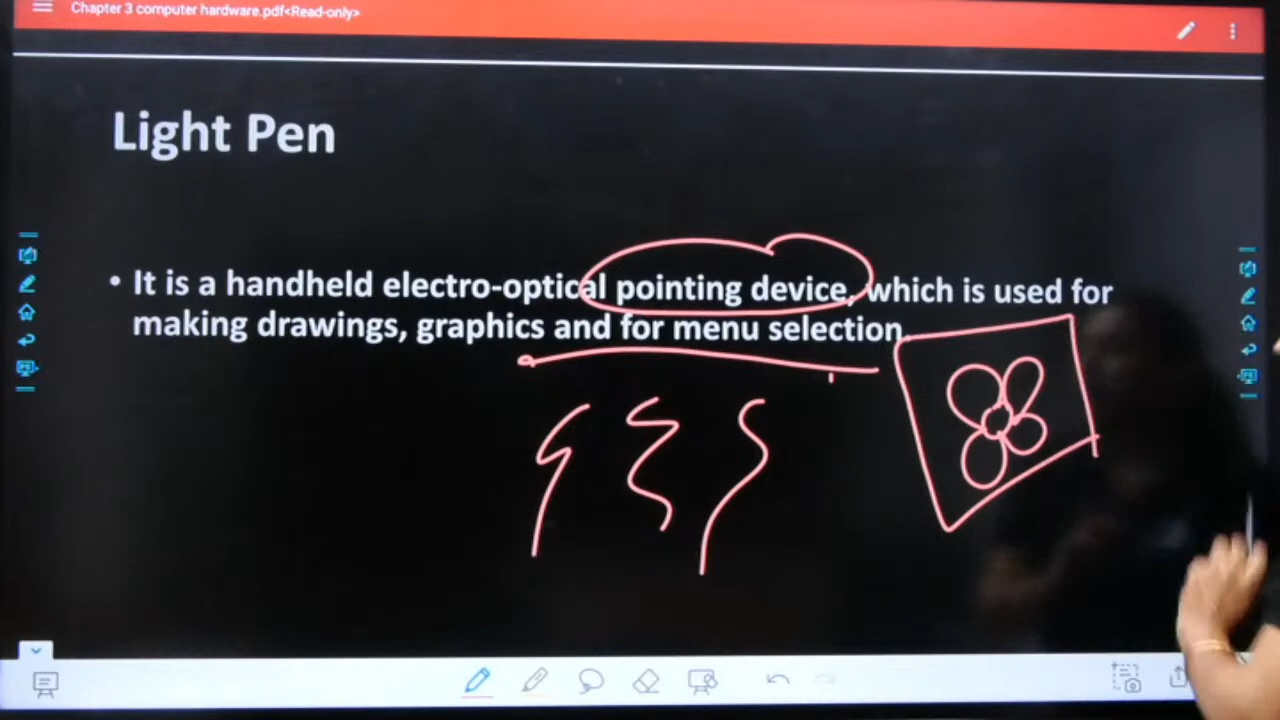 Chapter 3 computer hardware.pdf<Read-only>
Light Pen
• It is a handheld electro-optical pointing device, which is used for
making drawings, graphics and for menu selection.